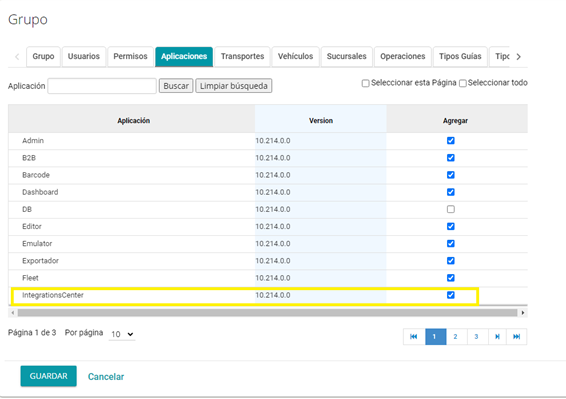 Grupo
Grupo Usuarios Permisos Aplicaciones Transportes Vehículos Sucursales Operaciones Tipos Guías Tipo
Aplicación Buscar Limpiar búsqueda Seleccionar esta Página Seleccionar todo
Aplicación Version Agregar
Admin 10.214.0.0
B2B 10.214.0.0
Barcode 10.214.0.0
Dashboard 10.214.0.0
DB 10.214.0.0
Editor 10.214.0.0
Emulator 10.214.0.0
Exportador 10.214.0.0
Fleet 10.214.0.0
IntegrationsCenter 10.214.0.0
Página 1 de 3 Por página 10 1 2 3
GUARDAR Cancelar